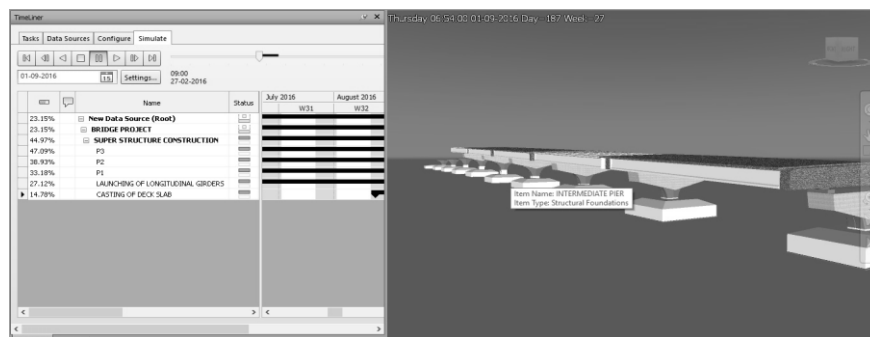 TimeLiner
Tasks Data Sources Configure Simulate
01-09-2016 15 Settings... 09:00
27-02-2016
Name Status July 2016 August 2016
W31 W32
23.15% New Data Source (Root)
23.15% BRIDGE PROJECT
44.97% SUPER STRUCTURE CONSTRUCTION
47.09% P3
38.93% P2
33.18% P1
27.12% LAUNCHING OF LONGITUDINAL GIRDERS
14.78% CASTING OF DECK SLAB
Thursday 06:54:00 01-09-2016 Day=187 Week=27
Item Name: INTERMEDIATE PIER
Item Type: Structural Foundations